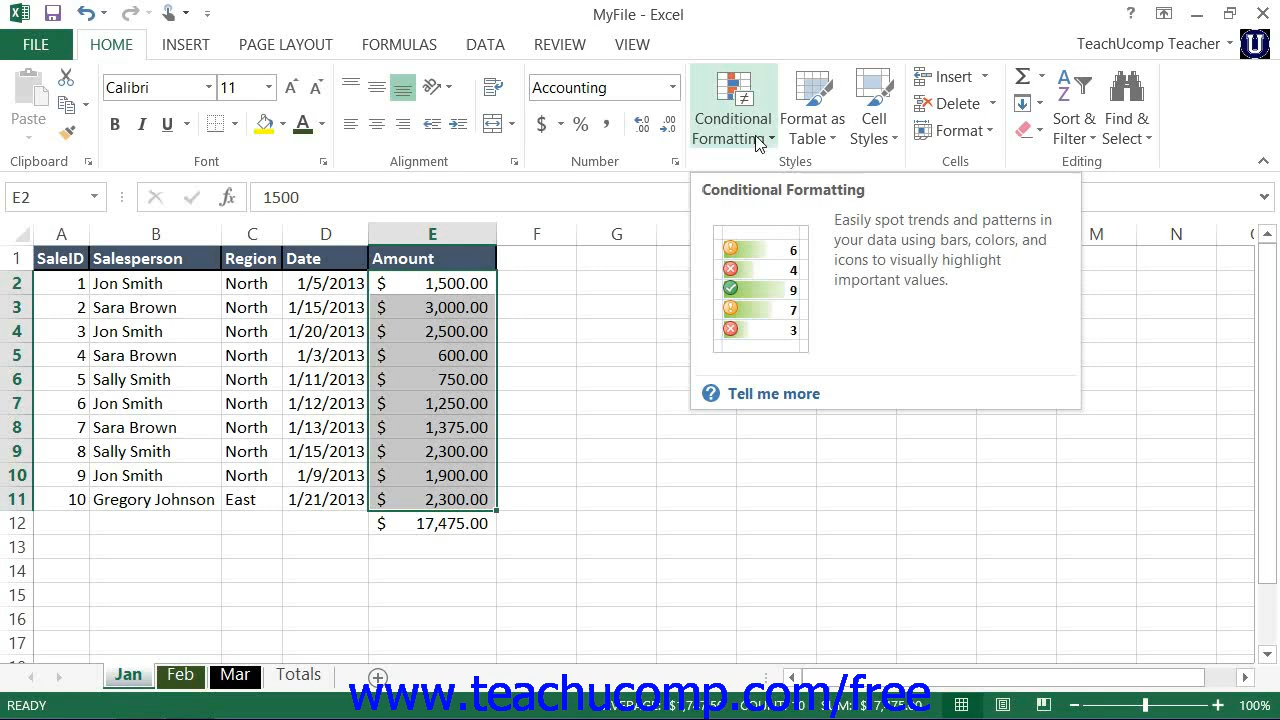 MyFile - Excel
FILE HOME INSERT PAGE LAYOUT FORMULAS DATA REVIEW VIEW TeachUcomp Teacher
Paste
Clipboard
Calibri 11
B I U A
Font
Alignment
Accounting
$ % ,
Number
Conditional Formatting
Format as Table
Cell Styles
Styles
Insert
Delete
Format
Cells
Sort & Filter
Find & Select
Editing
E2 fx 1500
Conditional Formatting
Easily spot trends and patterns in
your data using bars, colors, and
icons to visually highlight
important values.
6
4
9
7
3
Tell me more
A B C D E F G M N
1 SaleID Salesperson Region Date Amount
2 1 Jon Smith North 1/5/2013 $ 1,500.00
3 2 Sara Brown North 1/15/2013 $ 3,000.00
4 3 Jon Smith North 1/20/2013 $ 2,500.00
5 4 Sara Brown North 1/3/2013 $ 600.00
6 5 Sally Smith North 1/11/2013 $ 750.00
7 6 Jon Smith North 1/12/2013 $ 1,250.00
8 7 Sara Brown North 1/13/2013 $ 1,375.00
9 8 Sally Smith North 1/15/2013 $ 2,300.00
10 9 Jon Smith North 1/9/2013 $ 1,900.00
11 10 Gregory Johnson East 1/21/2013 $ 2,300.00
12 $ 17,475.00
13
14
15
16
17
Jan Feb Mar Totals
www.teachucomp.com/free
READY 100%